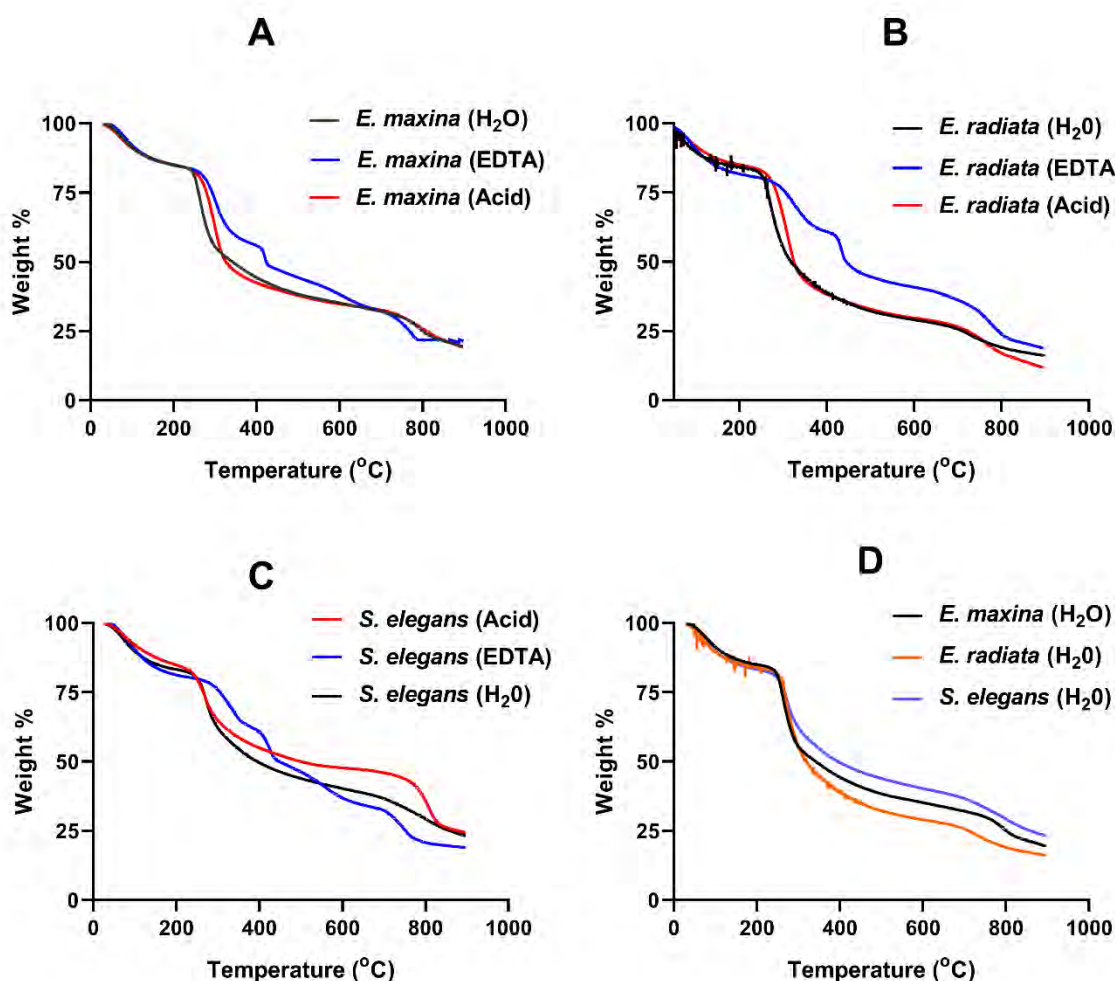 A
E. maxina (H₂O)
E. maxina (EDTA)
E. maxina (Acid)
100
75
50
25
0
Weight %
0 200 400 600 800 1000
Temperature (°C)
B
E. radiata (H₂0)
E. radiata (EDTA
E. radiata (Acid)
100
75
50
25
0
Weight %
200 400 600 800 1000
Temperature (°C)
C
S. elegans (Acid)
S. elegans (EDTA)
S. elegans (H₂0)
100
75
50
25
0
Weight %
0 200 400 600 800 1000
Temperature (°C)
D
E. maxina (H₂O)
E. radiata (H₂0)
S. elegans (H₂0)
100
75
50
25
0
Weight %
0 200 400 600 800 1000
Temperature (°C)